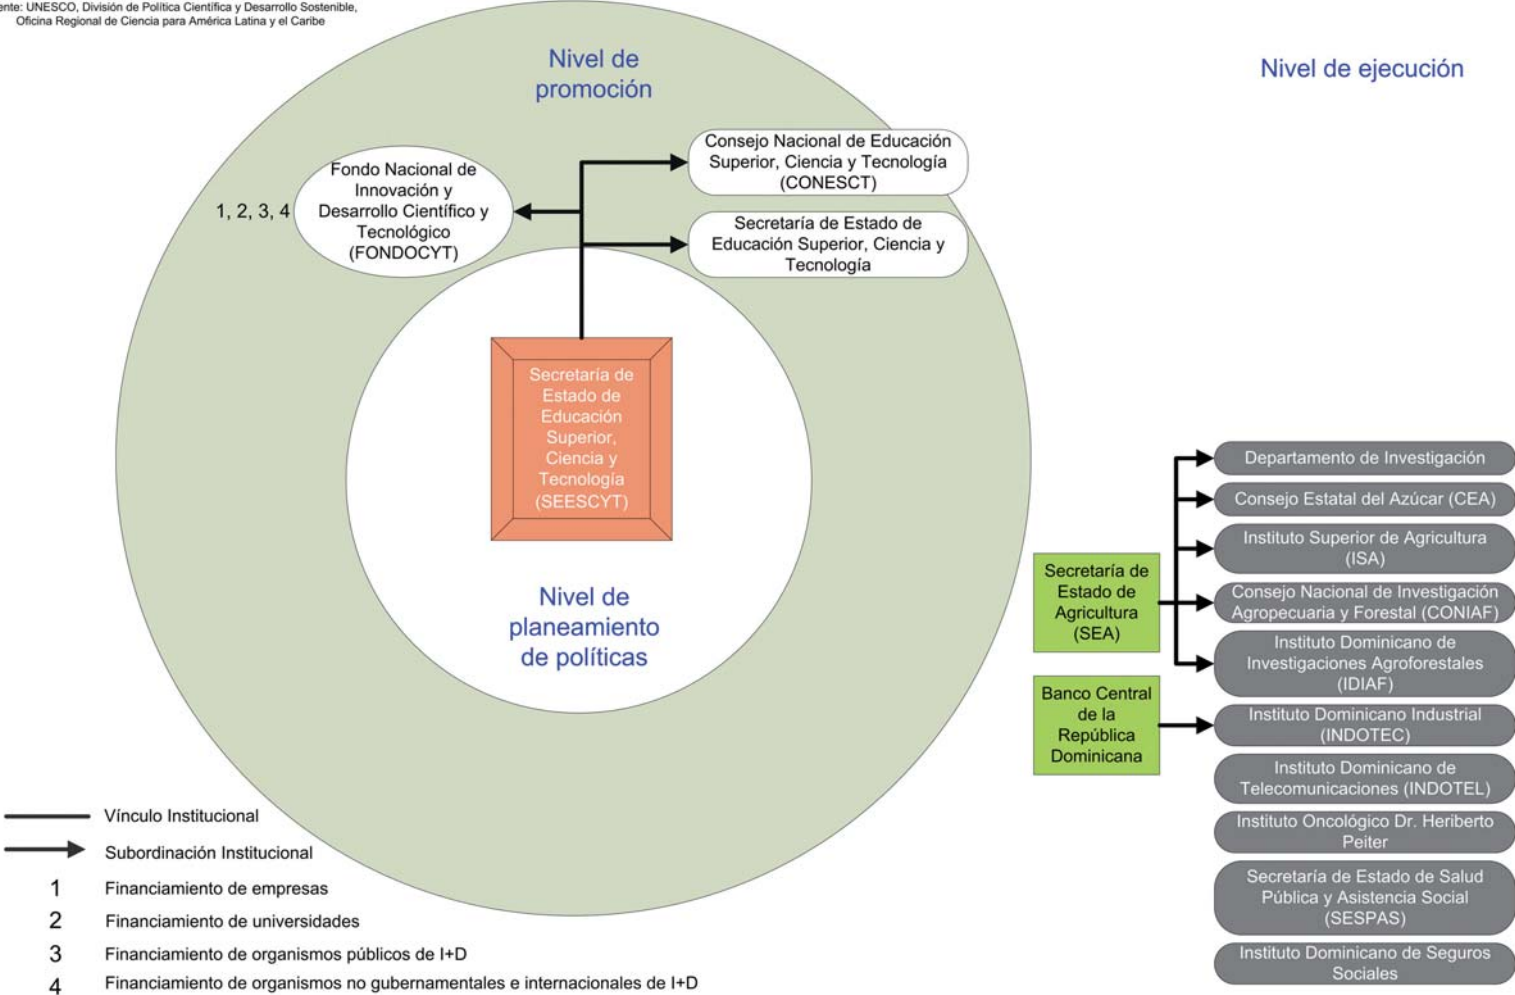 ente: UNESCO, División de Política Científica y Desarrollo Sostenible,
Oficina Regional de Ciencia para América Latina y el Caribe
Nivel de
promoción
Nivel de ejecución
Consejo Nacional de Educación
Superior, Ciencia y Tecnología
(CONESCT)
1, 2, 3, 4
Fondo Nacional de
Innovación y
Desarrollo Científico y
Tecnológico
(FONDOCYT)
Secretaría de Estado de
Educación Superior, Ciencia y
Tecnología
Secretaría de
Estado de
Educación
Superior,
Ciencia y
Tecnología
(SEESCYT)
Nivel de
planeamiento
de políticas
Secretaría de
Estado de
Agricultura
(SEA)
Departamento de Investigación
Consejo Estatal del Azúcar (CEA)
Instituto Superior de Agricultura
(ISA)
Consejo Nacional de Investigación
Agropecuaria y Forestal (CONIAF)
Instituto Dominicano de
Investigaciones Agroforestales
(IDIAF)
Banco Central
de la
República
Dominicana
Instituto Dominicano Industrial
(INDOTEC)
Instituto Dominicano de
Telecomunicaciones (INDOTEL)
Instituto Oncológico Dr. Heriberto
Peiter
Secretaría de Estado de Salud
Pública y Asistencia Social
(SESPAS)
Instituto Dominicano de Seguros
Sociales
Vínculo Institucional
Subordinación Institucional
1 Financiamiento de empresas
2 Financiamiento de universidades
3 Financiamiento de organismos públicos de I+D
4 Financiamiento de organismos no gubernamentales e internacionales de I+D